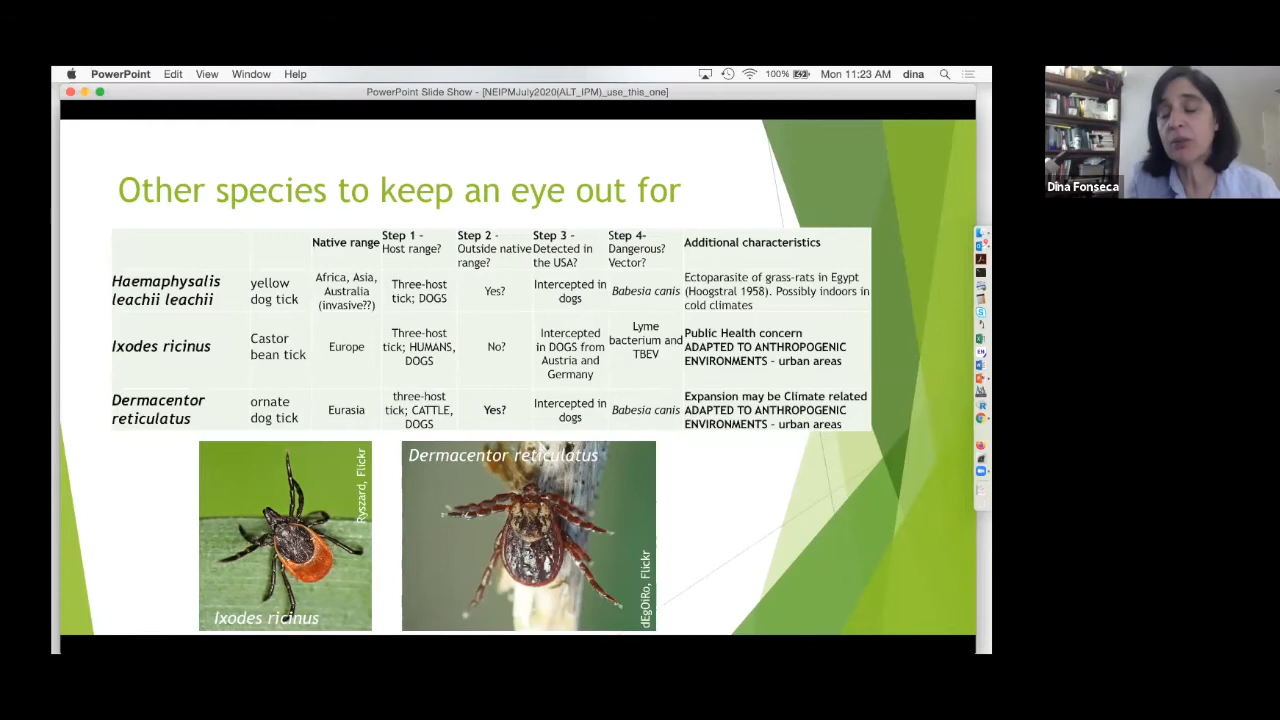 PowerPoint Edit View Window Help
100% Mon 11:23 AM dina
PowerPoint Slide Show - [NEIPMJuly2020(ALT_IPM)_use_this_one]
Other species to keep an eye out for
Native range
Step 1 -
Host range?
Step 2 -
Outside native
range?
Step 3 -
Detected in
the USA?
Step 4-
Dangerous?
Vector?
Additional characteristics
Haemaphysalis
leachii leachii
yellow
dog tick
Africa, Asia,
Australia
(invasive??)
Three-host
tick; DOGS
Yes?
Intercepted in
dogs
Babesia canis
Ectoparasite of grass-rats in Egypt
(Hoogstral 1958). Possibly indoors in
cold climates
Ixodes ricinus
Castor
bean tick
Europe
Three-host
tick; HUMANS,
DOGS
No?
Intercepted
in DOGS from
Austria and
Germany
Lyme
bacterium and
TBEV
Public Health concern
ADAPTED TO ANTHROPOGENIC
ENVIRONMENTS - urban areas
Dermacentor
reticulatus
ornate
dog tick
Eurasia
three-host
tick; CATTLE,
DOGS
Yes?
Intercepted in
dogs
Babesia canis
Expansion may be Climate related
ADAPTED TO ANTHROPOGENIC
ENVIRONMENTS - urban areas
Ryszard, Flickr
Ixodes ricinus
Dermacentor reticulatus
dEgOiRo, Flickr
Dina Fonseca